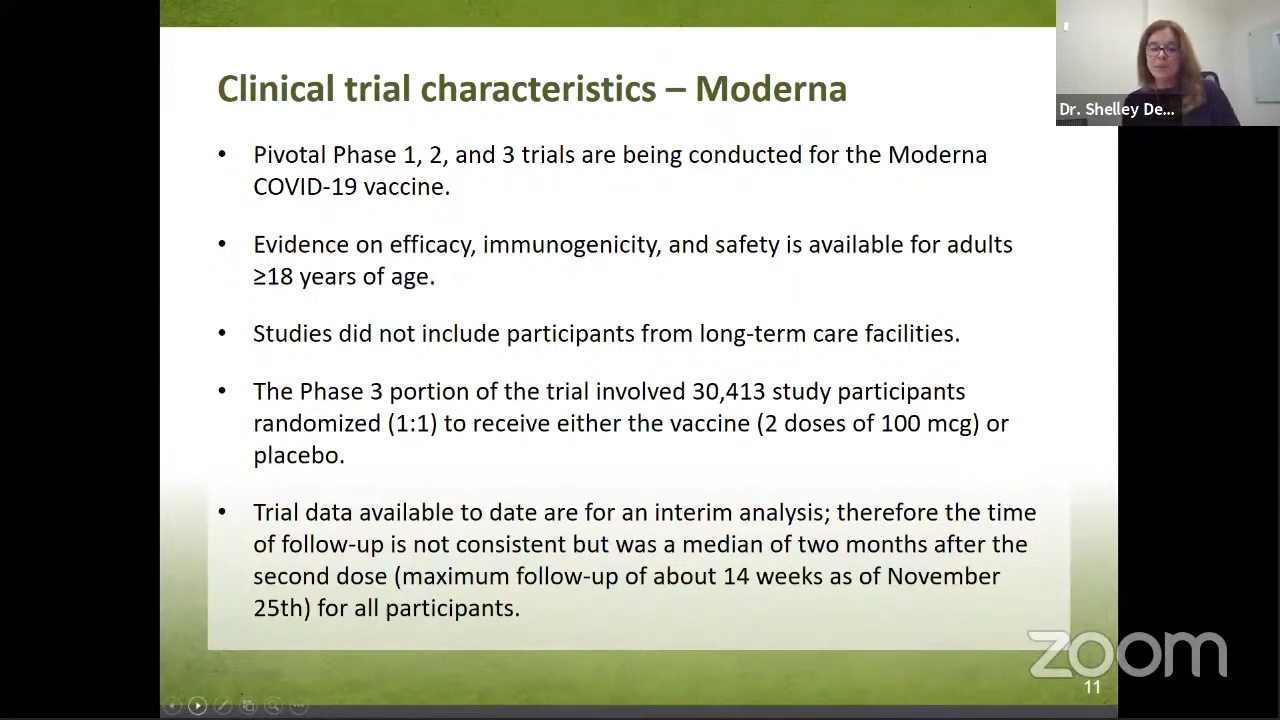 Clinical trial characteristics – Moderna
• Pivotal Phase 1, 2, and 3 trials are being conducted for the Moderna
COVID-19 vaccine.
• Evidence on efficacy, immunogenicity, and safety is available for adults
≥18 years of age.
• Studies did not include participants from long-term care facilities.
• The Phase 3 portion of the trial involved 30,413 study participants
randomized (1:1) to receive either the vaccine (2 doses of 100 mcg) or
placebo.
• Trial data available to date are for an interim analysis; therefore the time
of follow-up is not consistent but was a median of two months after the
second dose (maximum follow-up of about 14 weeks as of November
25th) for all participants.
Dr. Shelley De...
zoom
11